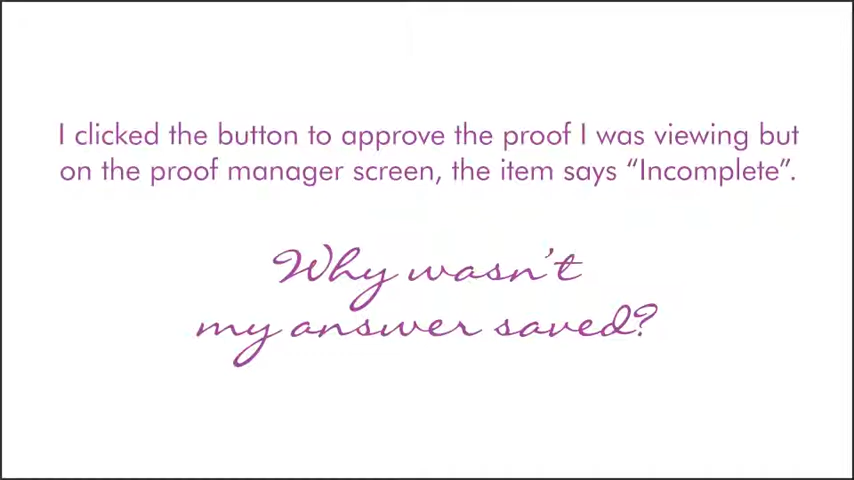 I clicked the button to approve the proof I was viewing but
on the proof manager screen, the item says “Incomplete”.
Why wasn’t
my answer saved?